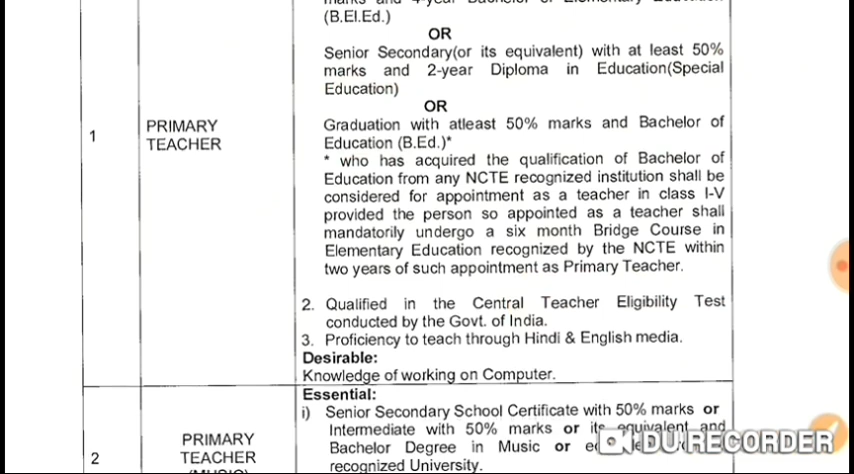 (B.El.Ed.)
OR
Senior Secondary(or its equivalent) with at least 50%
marks and 2-year Diploma in Education(Special
Education)
OR
1
PRIMARY
TEACHER
Graduation with atleast 50% marks and Bachelor of
Education (B.Ed.)*
* who has acquired the qualification of Bachelor of
Education from any NCTE recognized institution shall be
considered for appointment as a teacher in class I-V
provided the person so appointed as a teacher shall
mandatorily undergo a six month Bridge Course in
Elementary Education recognized by the NCTE within
two years of such appointment as Primary Teacher.
2. Qualified in the Central Teacher Eligibility Test
conducted by the Govt. of India.
3. Proficiency to teach through Hindi & English media.
Desirable:
Knowledge of working on Computer.
2
PRIMARY
TEACHER
Essential:
i) Senior Secondary School Certificate with 50% marks or
Intermediate with 50% marks or its equivalent and
Bachelor Degree in Music or
recognized University.
DU RECORDER